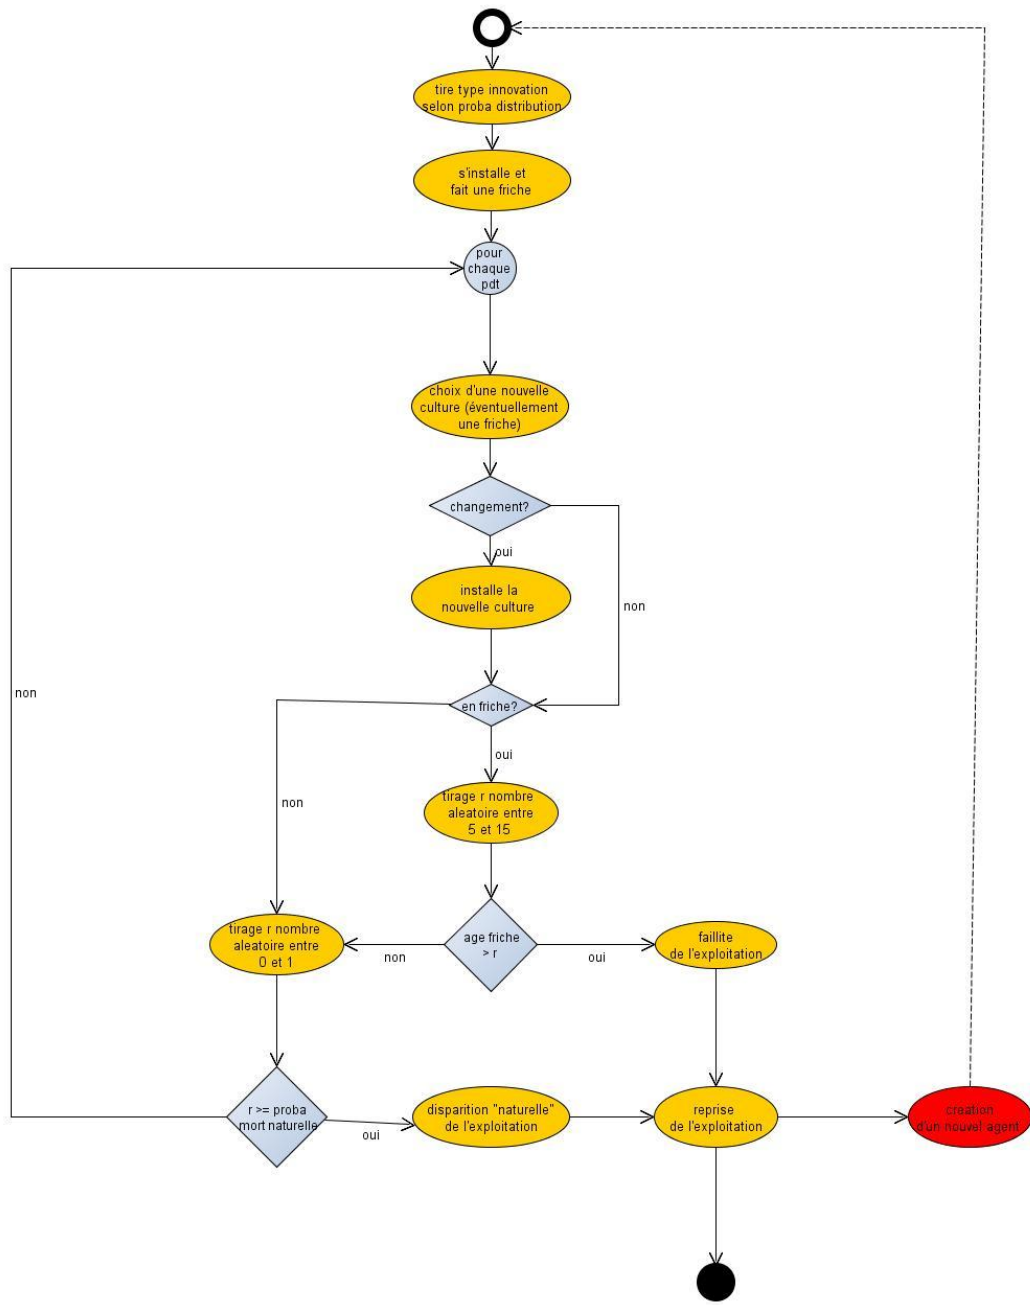 tire type innovation
selon proba distribution
s'installe et
fait une friche
pour
chaque
pdt
choix d'une nouvelle
culture (éventuellement
une friche)
changement?
oui
installe la
nouvelle culture
non
non
en friche?
oui
non
tirage r nombre
aleatoire entre
5 et 15
tirage r nombre
aleatoire entre
0 et 1
non
age friche
> r
oui
faillite
de l'exploitation
r >= proba
mort naturelle
oui
disparition "naturelle"
de l'exploitation
reprise
de l'exploitation
creation
d'un nouvel agent